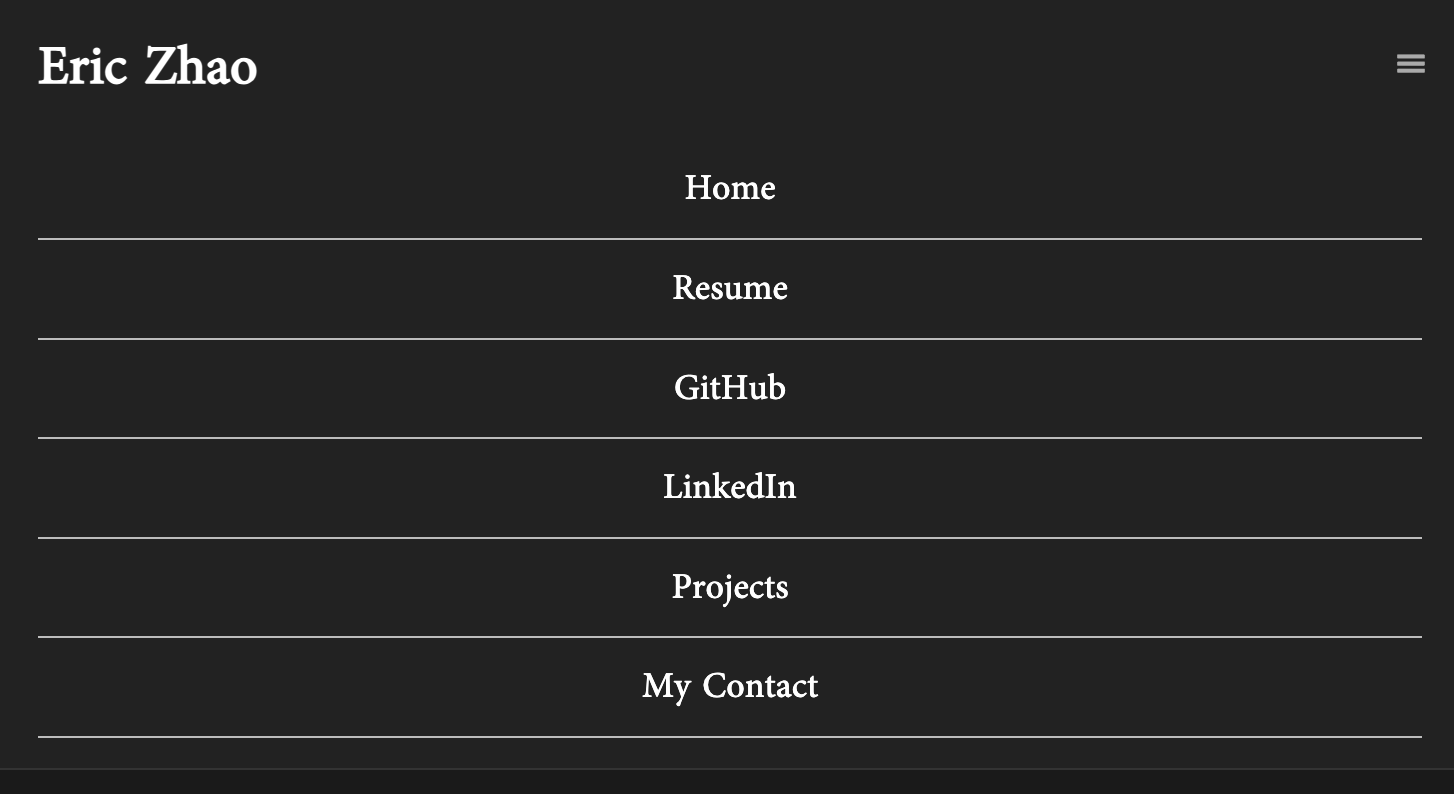 Eric Zhao
Home
Resume
GitHub
LinkedIn
Projects
My Contact